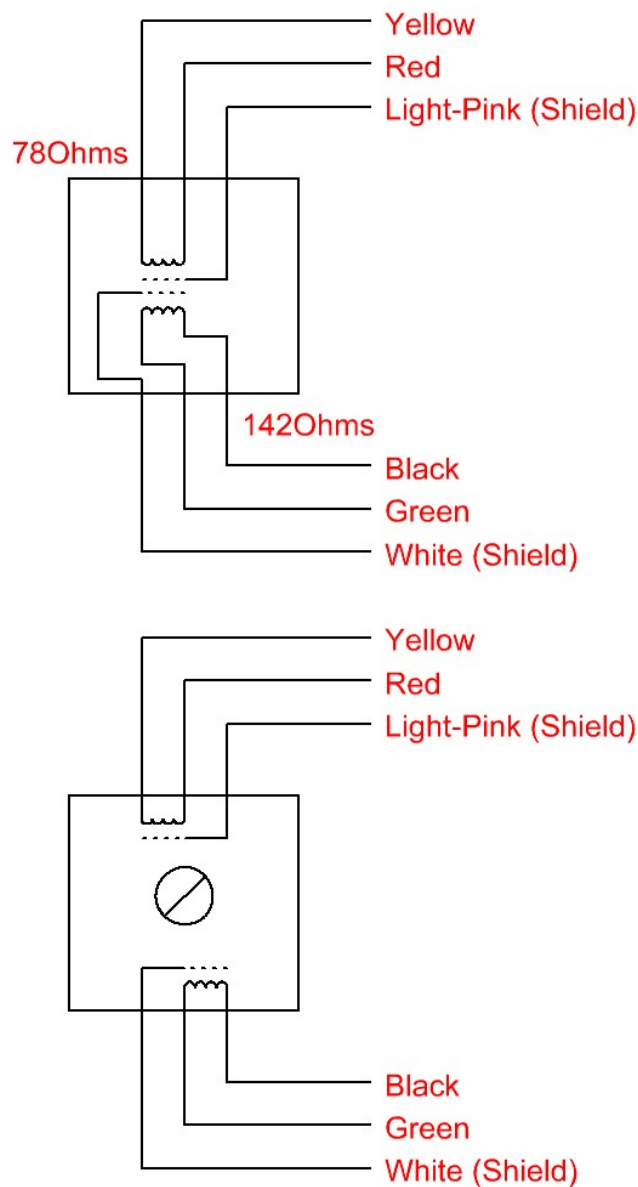 Yellow
Red
Light-Pink (Shield)
78Ohms
142Ohms
Black
Green
White (Shield)
Yellow
Red
Light-Pink (Shield)
Black
Green
White (Shield)